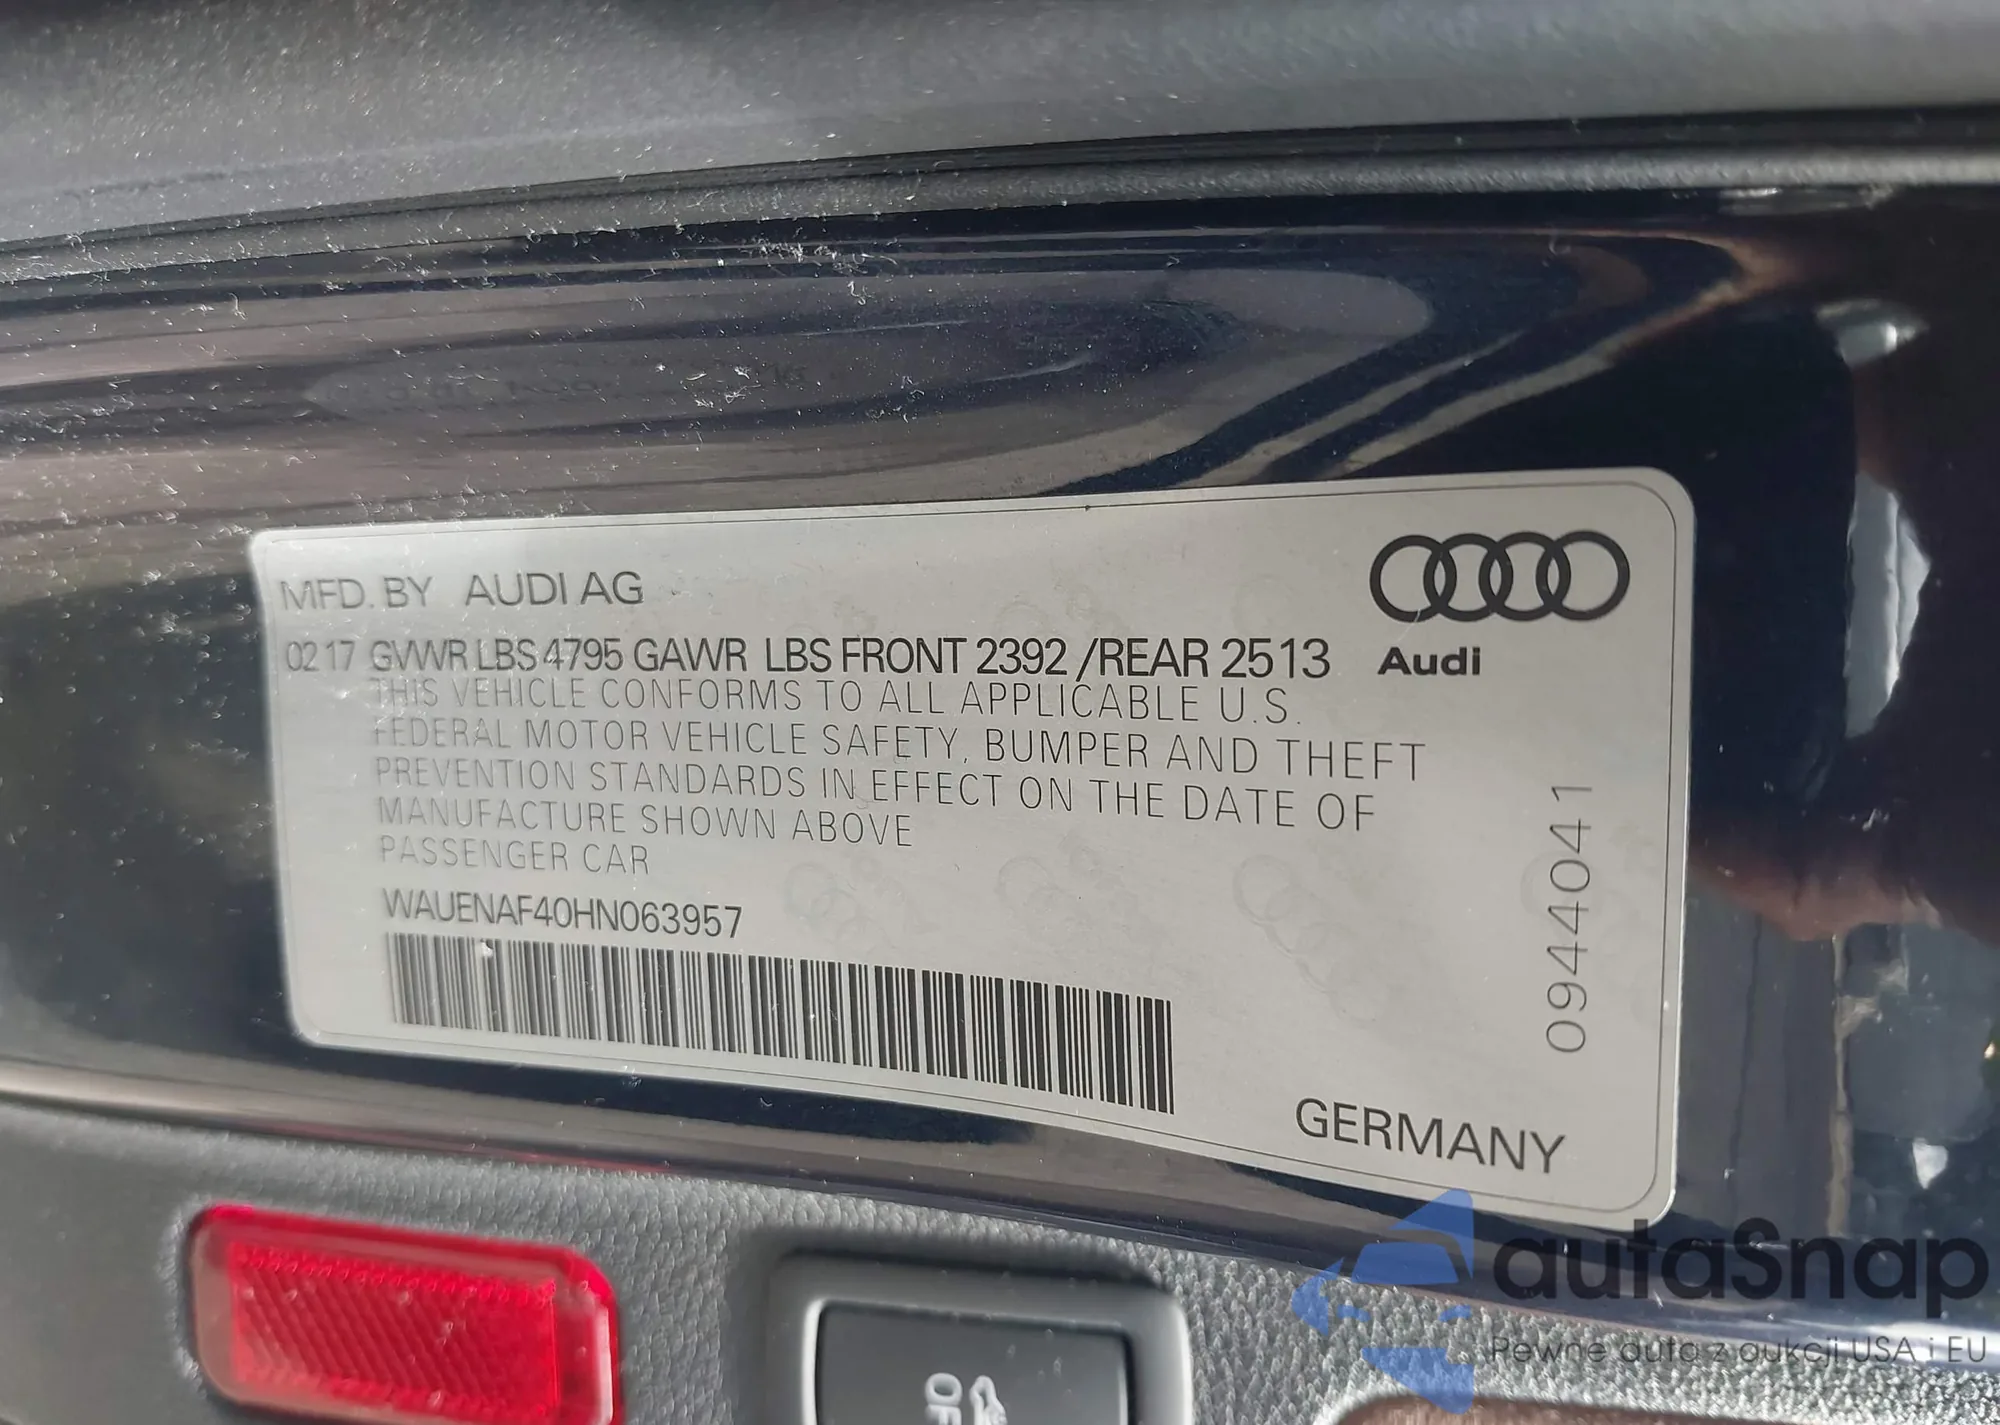 MFD. BY AUDI AG
02 17 GVWR LBS 4795 GAWR LBS FRONT 2392 /REAR 2513
Audi
THIS VEHICLE CONFORMS TO ALL APPLICABLE U.S.
FEDERAL MOTOR VEHICLE SAFETY, BUMPER AND THEFT
PREVENTION STANDARDS IN EFFECT ON THE DATE OF
MANUFACTURE SHOWN ABOVE
PASSENGER CAR
WAUENAF40HN063957
0944041
GERMANY
OFF
autaSnap
Pewne auta z aukcji USA i EU